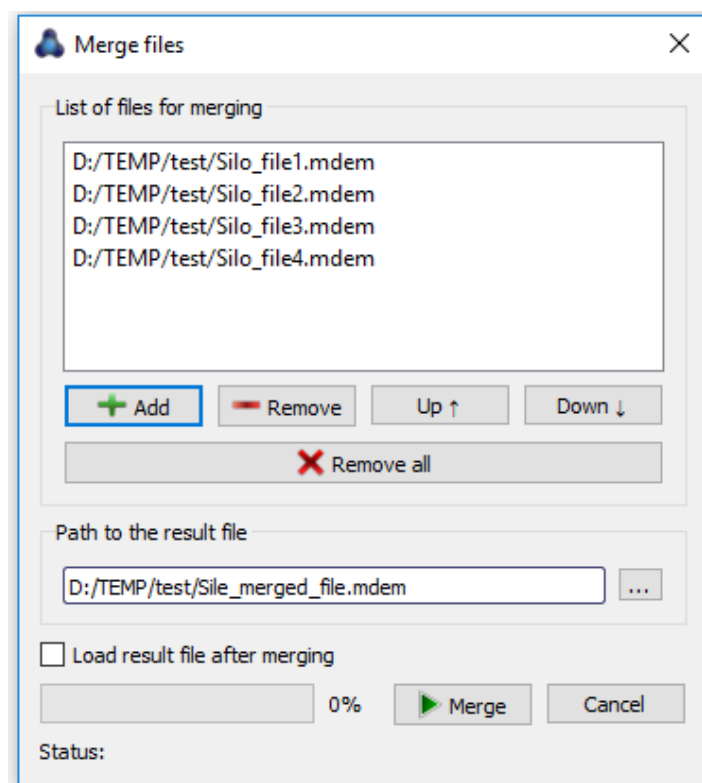 Merge files
List of files for merging
D:/TEMP/test/Silo_file1.mdem
D:/TEMP/test/Silo_file2.mdem
D:/TEMP/test/Silo_file3.mdem
D:/TEMP/test/Silo_file4.mdem
Add Remove Up ↑ Down ↓
Remove all
Path to the result file
D:/TEMP/test/Sile_merged_file.mdem ...
Load result file after merging
0% Merge Cancel
Status: